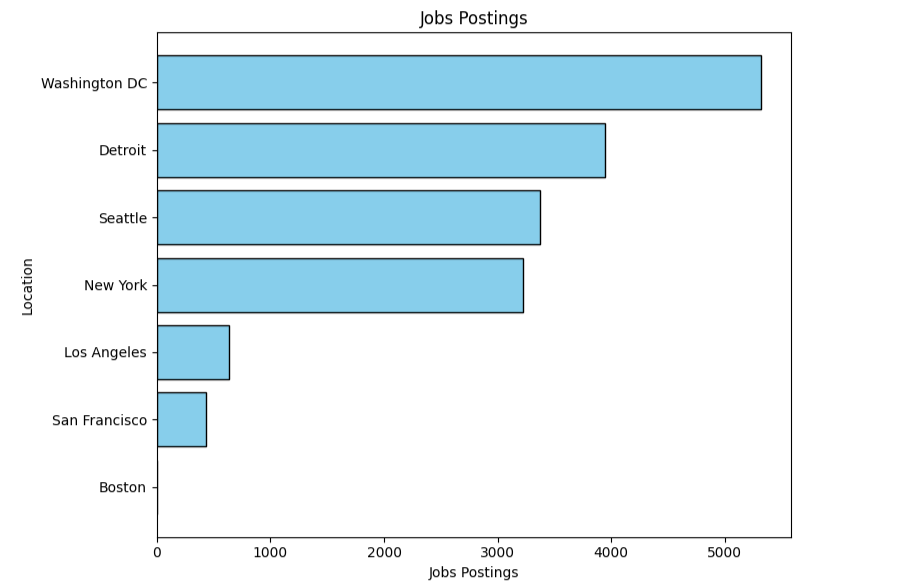 Jobs Postings
Washington DC
Detroit
Seattle
New York
Los Angeles
San Francisco
Boston
Location
0 1000 2000 3000 4000 5000
Jobs Postings